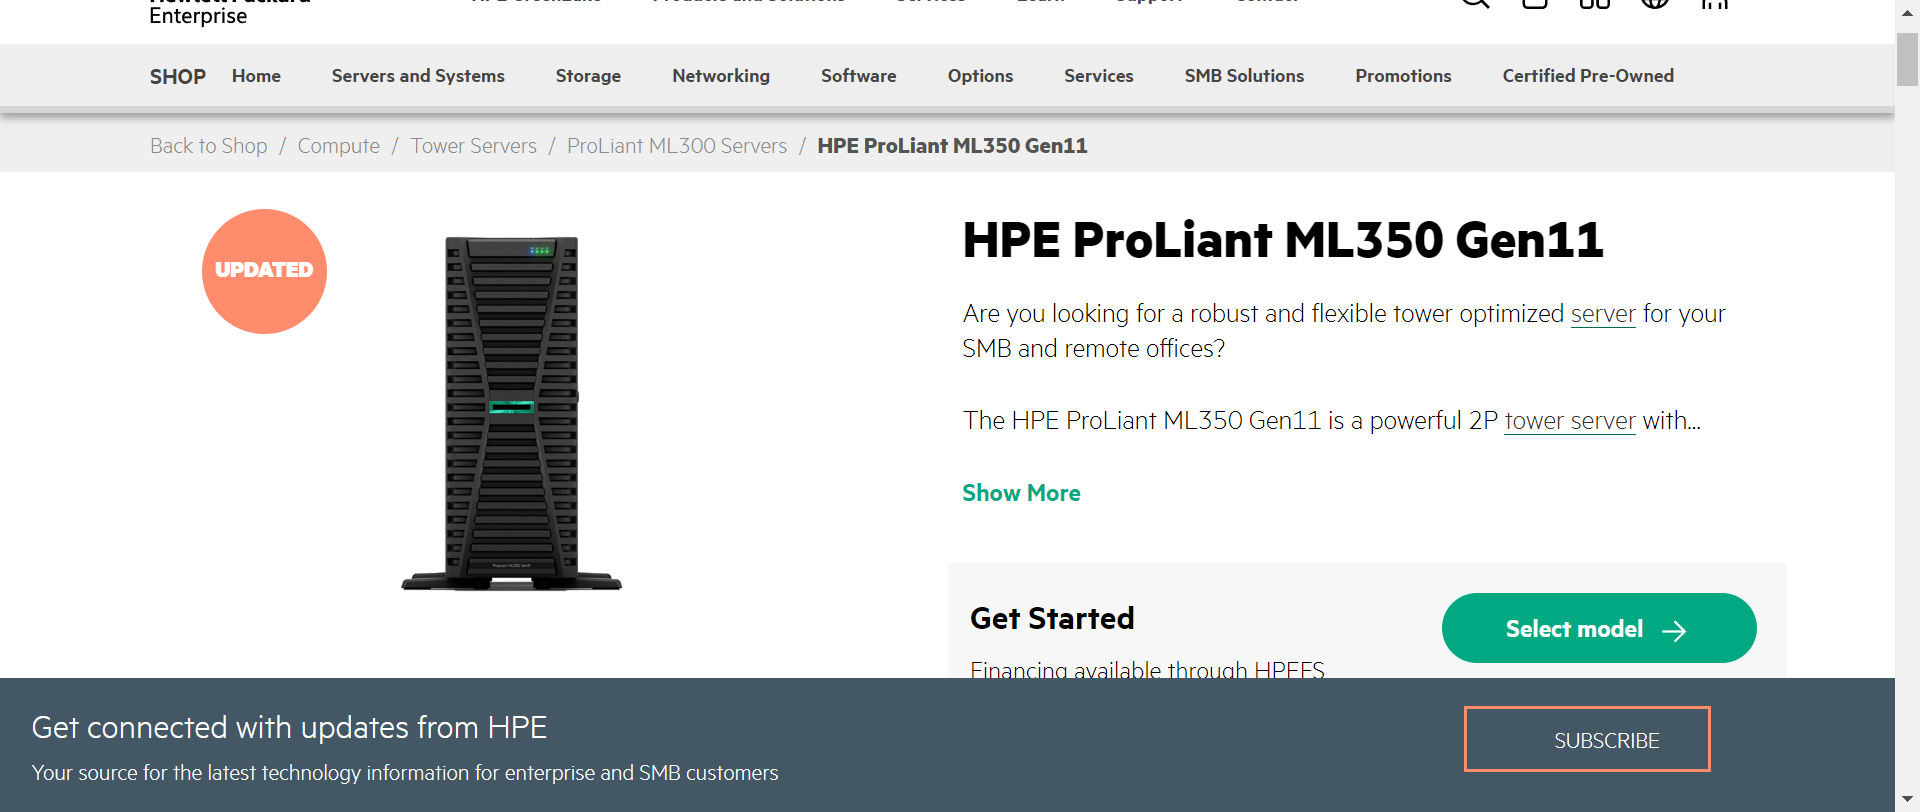 Enterprise
SHOP Home Servers and Systems Storage Networking Software Options Services SMB Solutions Promotions Certified Pre-Owned
Back to Shop / Compute / Tower Servers / ProLiant ML300 Servers / HPE ProLiant ML350 Gen11
UPDATED
HPE ProLiant ML350 Gen11
Are you looking for a robust and flexible tower optimized server for your
SMB and remote offices?
The HPE ProLiant ML350 Gen11 is a powerful 2P tower server with...
Show More
ProLiant ML350 Gen11
Get Started
Select model
Financing available through HPEFS
Get connected with updates from HPE
Your source for the latest technology information for enterprise and SMB customers
SUBSCRIBE